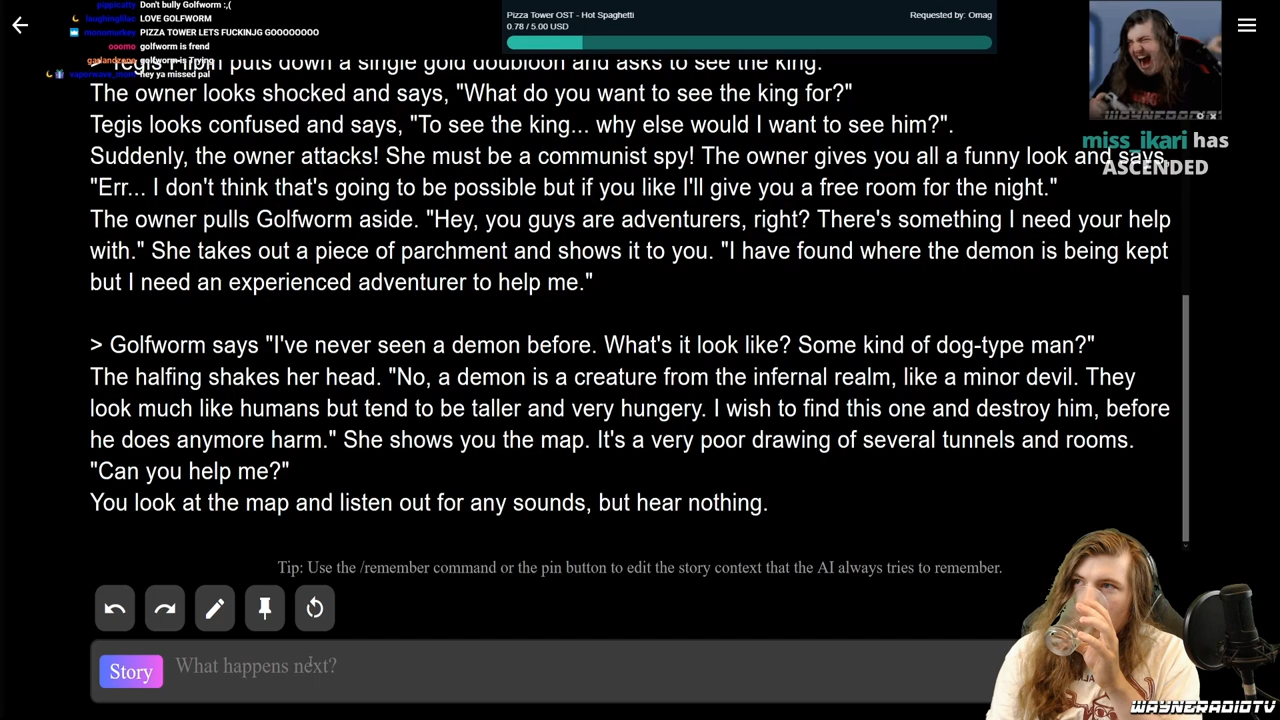 pippicatty Don't bully Golfworm :,(
laughinglilac LOVE GOLFWORM
PIZZA TOWER LETS FUCKINJG GOOOOOOOO
ooomo golfworm is frend
golfworm is Trying
hey ya missed pal
Pizza Tower OST - Hot Spaghetti
Requested by: Omag
0.78 / 5.00 USD
miss_ikari has
ASCENDED
> Tegis Fhbni puts down a single gold doubloon and asks to see the king.
The owner looks shocked and says, "What do you want to see the king for?"
Tegis looks confused and says, "To see the king... why else would I want to see him?".
Suddenly, the owner attacks! She must be a communist spy! The owner gives you all a funny look and says,
"Err... I don't think that's going to be possible but if you like I'll give you a free room for the night."
The owner pulls Golfworm aside. "Hey, you guys are adventurers, right? There's something I need your help
with." She takes out a piece of parchment and shows it to you. "I have found where the demon is being kept
but I need an experienced adventurer to help me."
> Golfworm says "I've never seen a demon before. What's it look like? Some kind of dog-type man?"
The halfing shakes her head. "No, a demon is a creature from the infernal realm, like a minor devil. They
look much like humans but tend to be taller and very hungery. I wish to find this one and destroy him, before
he does anymore harm." She shows you the map. It's a very poor drawing of several tunnels and rooms.
"Can you help me?"
You look at the map and listen out for any sounds, but hear nothing.
Tip: Use the /remember command or the pin button to edit the story context that the AI always tries to remember.
Story
What happens next?
WAYNERADIOTV